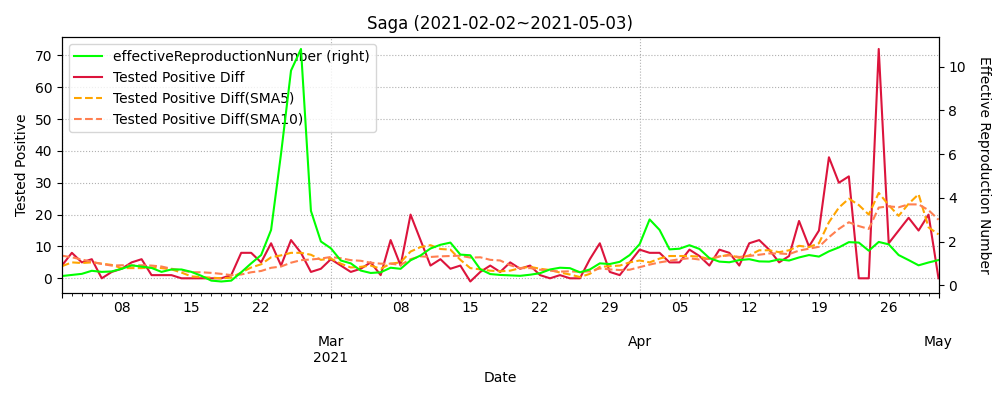 Saga (2021-02-02~2021-05-03)
effectiveReproductionNumber (right)
Tested Positive Diff
Tested Positive Diff(SMA5)
Tested Positive Diff(SMA10)
Tested Positive
70
60
50
40
30
20
10
0
10
8
6
4
2
0
Effective Reproduction Number
08 15 22 08 15 22 29 05 12 19 26
Mar Apr May
2021
Date